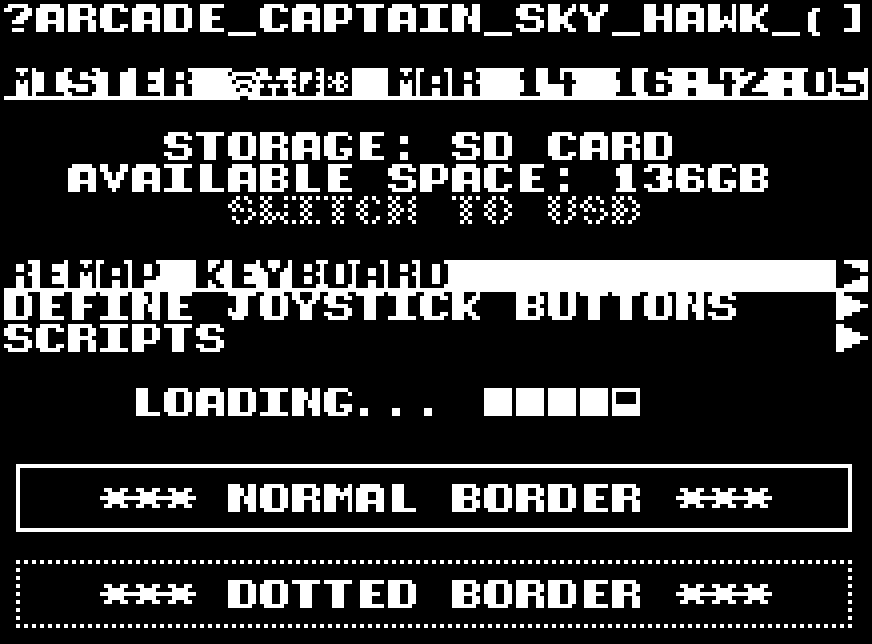 ?ARCADE_CAPTAIN_SKY_HAWK_( ]
MISTER MAR 14 16:42:05
STORAGE: SD CARD
AVAILABLE SPACE: 136GB
SWITCH TO USB
REMAP KEYBOARD
DEFINE JOYSTICK BUTTONS
SCRIPTS
LOADING...
*** NORMAL BORDER ***
*** DOTTED BORDER ***